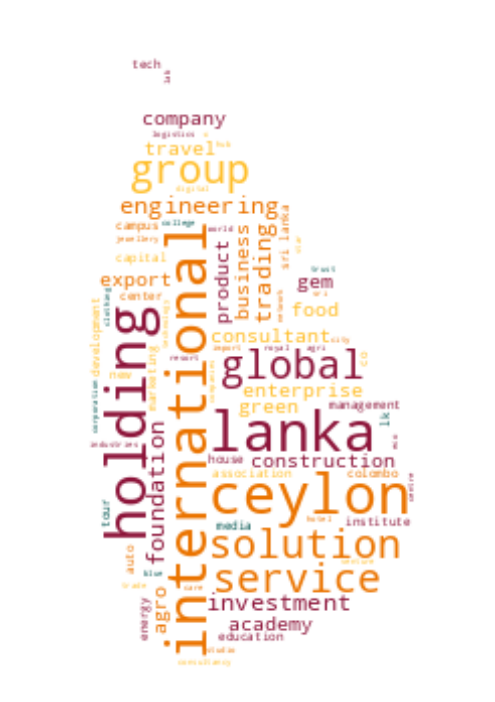 tech
company
logistics
travel
hub
group
digital
engineering
campus
college
world
jewellery
international
business
trading
sri lanka
product
capital
trust
export
gem
center
clothing
holding
food
development
consultant
city
marketing
import
royal
agri
resort
global
co
new
enterprise
green
management
corporation
lanka
lk
industries
house
construction
foundation
association
colombo
centre
ceylon
tour
media
hotel
institute
solution
auto
blue
service
trade
care
agro
investment
energy
academy
education
studio
consultancy